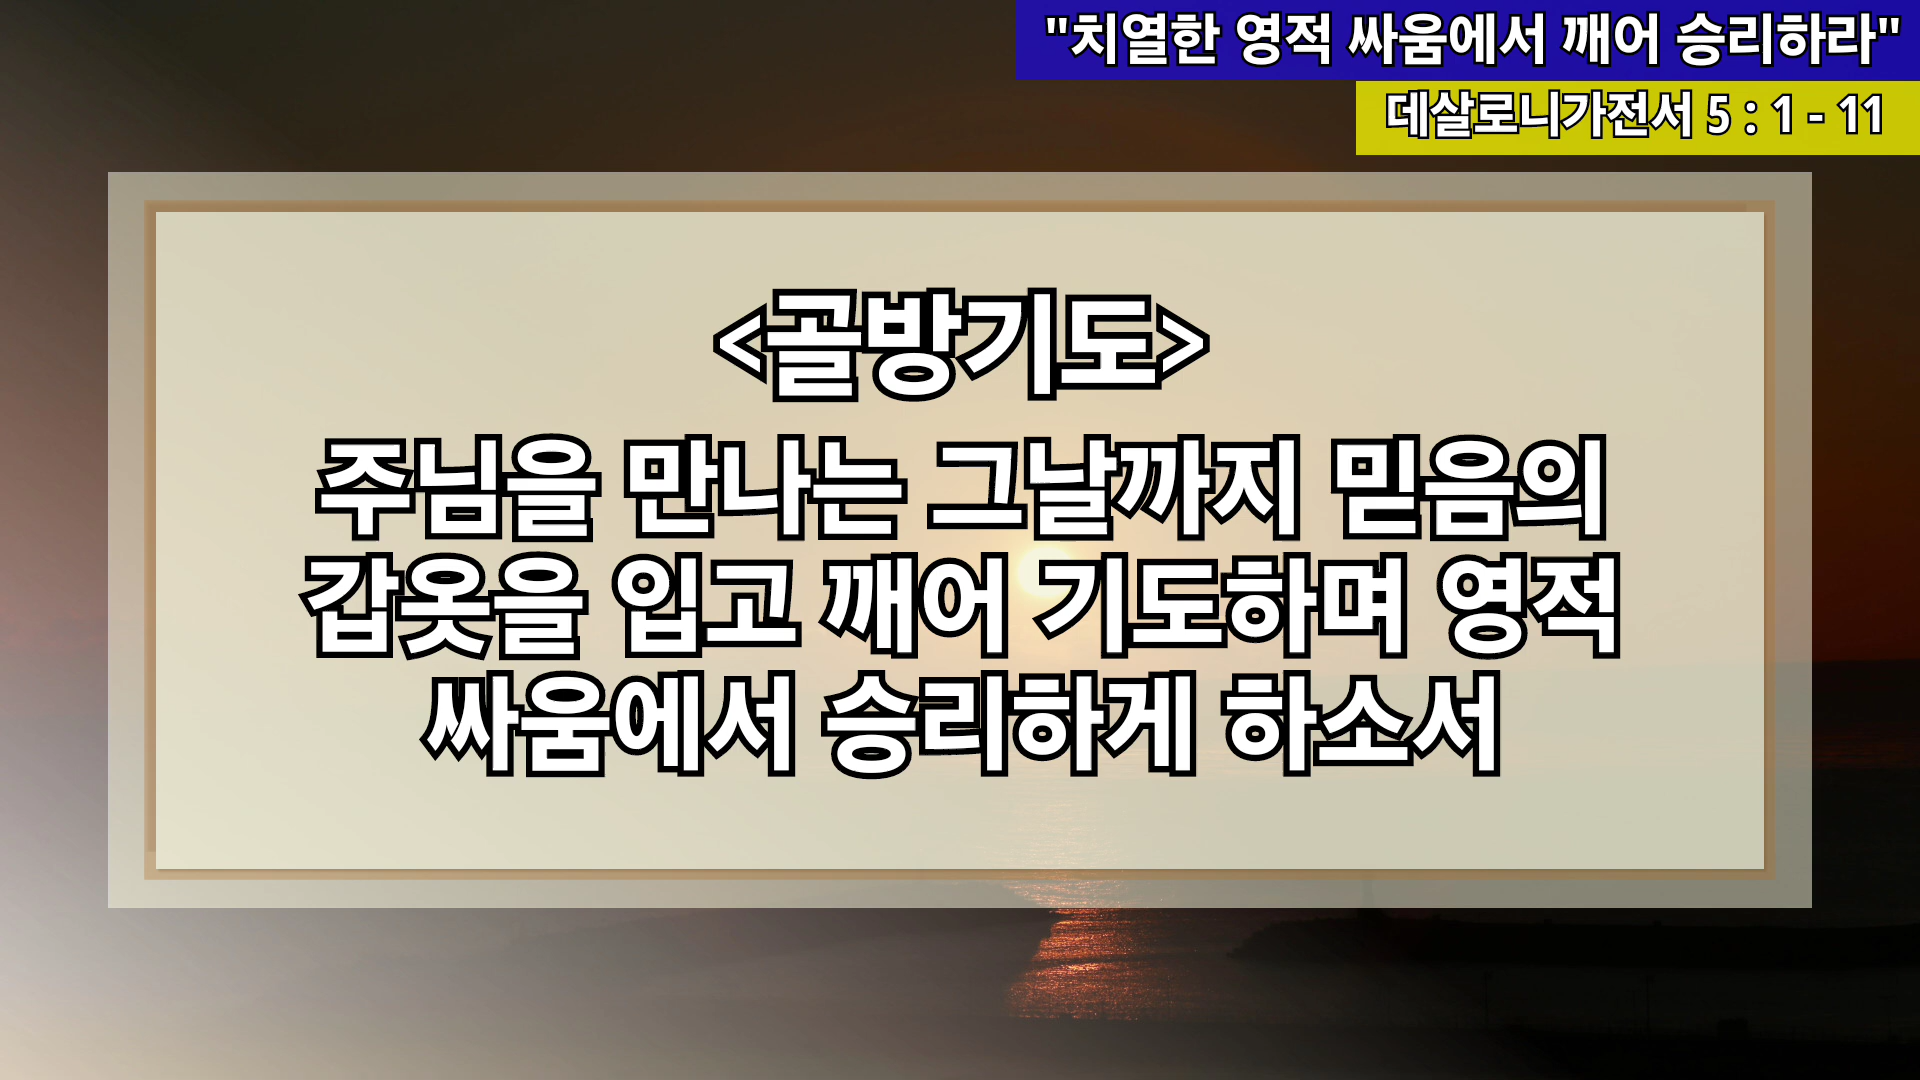 "치열한 영적 싸움에서 깨어 승리하라"
데살로니가전서 5 : 1 - 11
<골방기도>
주님을 만나는 그날까지 믿음의
갑옷을 입고 깨어 기도하며 영적
싸움에서 승리하게 하소서